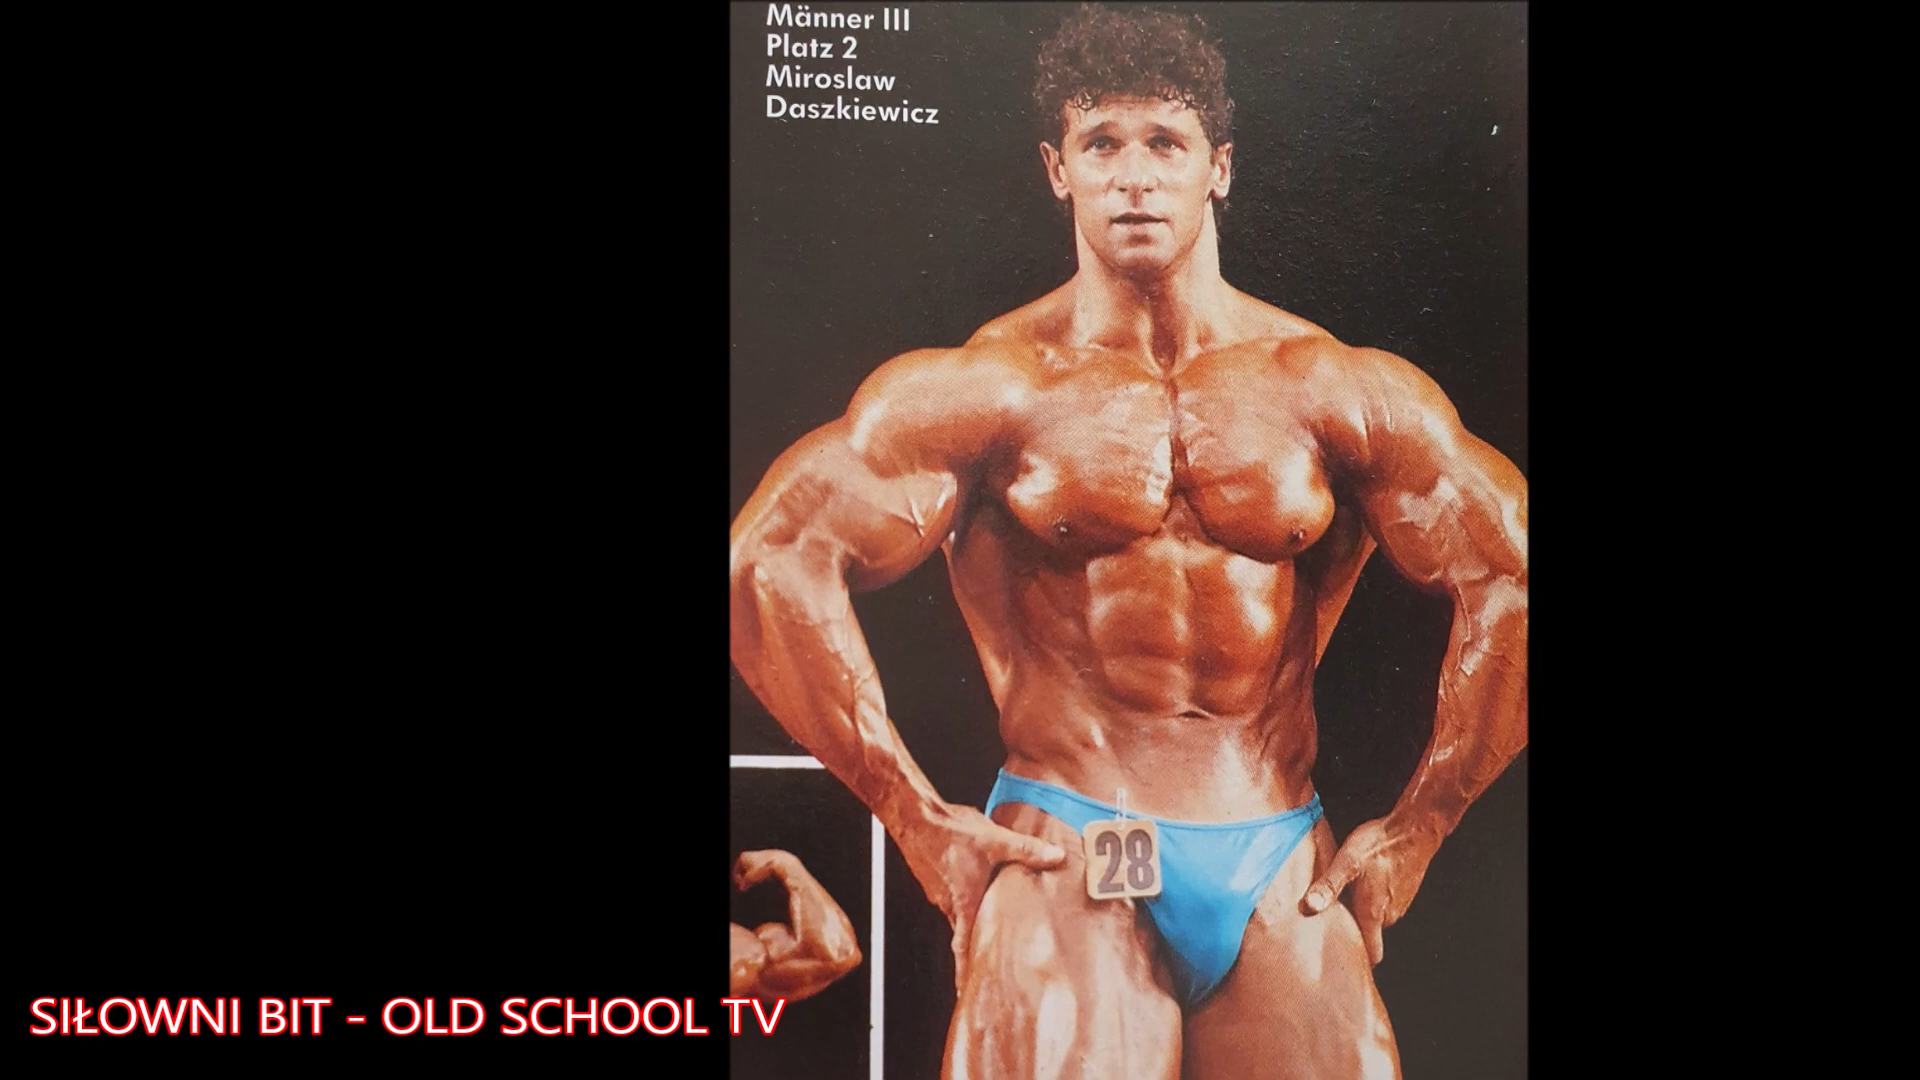 Männer III
Platz 2
Miroslaw
Daszkiewicz
28
SIŁOWNI BIT - OLD SCHOOL TV